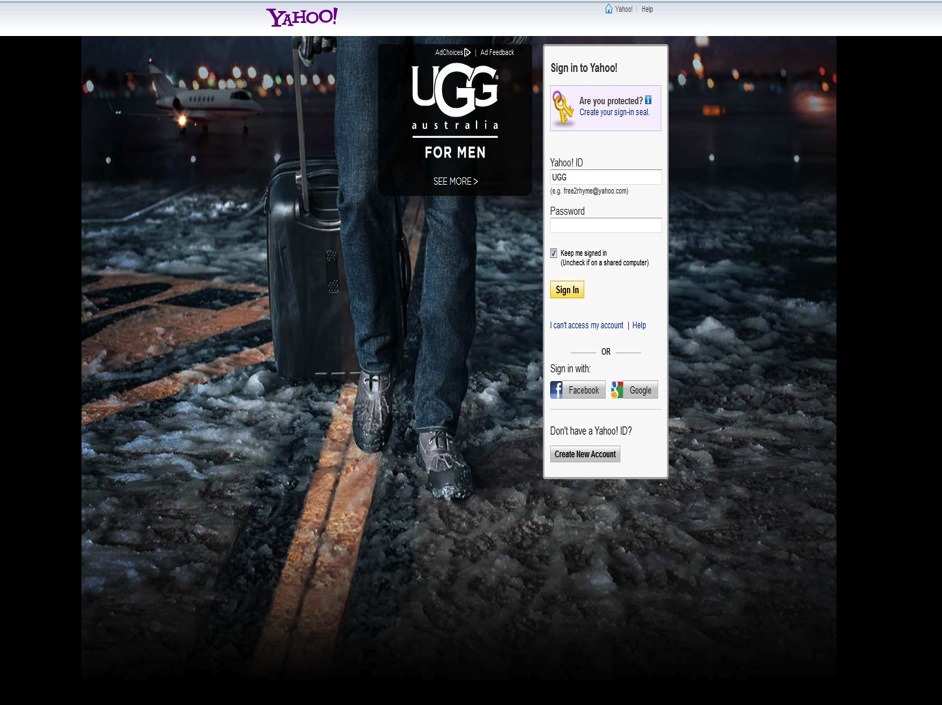 YAHOO!
Yahoo! | Help
AdChoices | Ad Feedback
UGG
australia
FOR MEN
SEE MORE >
Sign in to Yahoo!
Are you protected?
Create your sign-in seal.
Yahoo! ID
UGG
(e.g. free2rhyme@yahoo.com)
Password
Keep me signed in
(Uncheck if on a shared computer)
Sign In
I can't access my account | Help
OR
Sign in with:
Facebook Google
Don't have a Yahoo! ID?
Create New Account